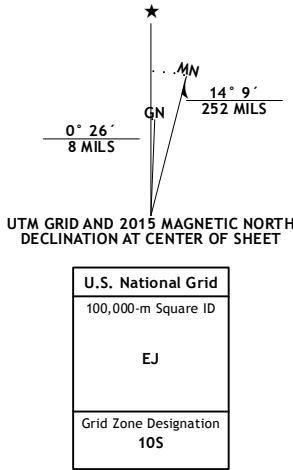 ★
MN
GN
14° 9´
252 MILS
0° 26´
8 MILS
UTM GRID AND 2015 MAGNETIC NORTH
DECLINATION AT CENTER OF SHEET
U.S. National Grid
100,000-m Square ID
EJ
Grid Zone Designation
10S